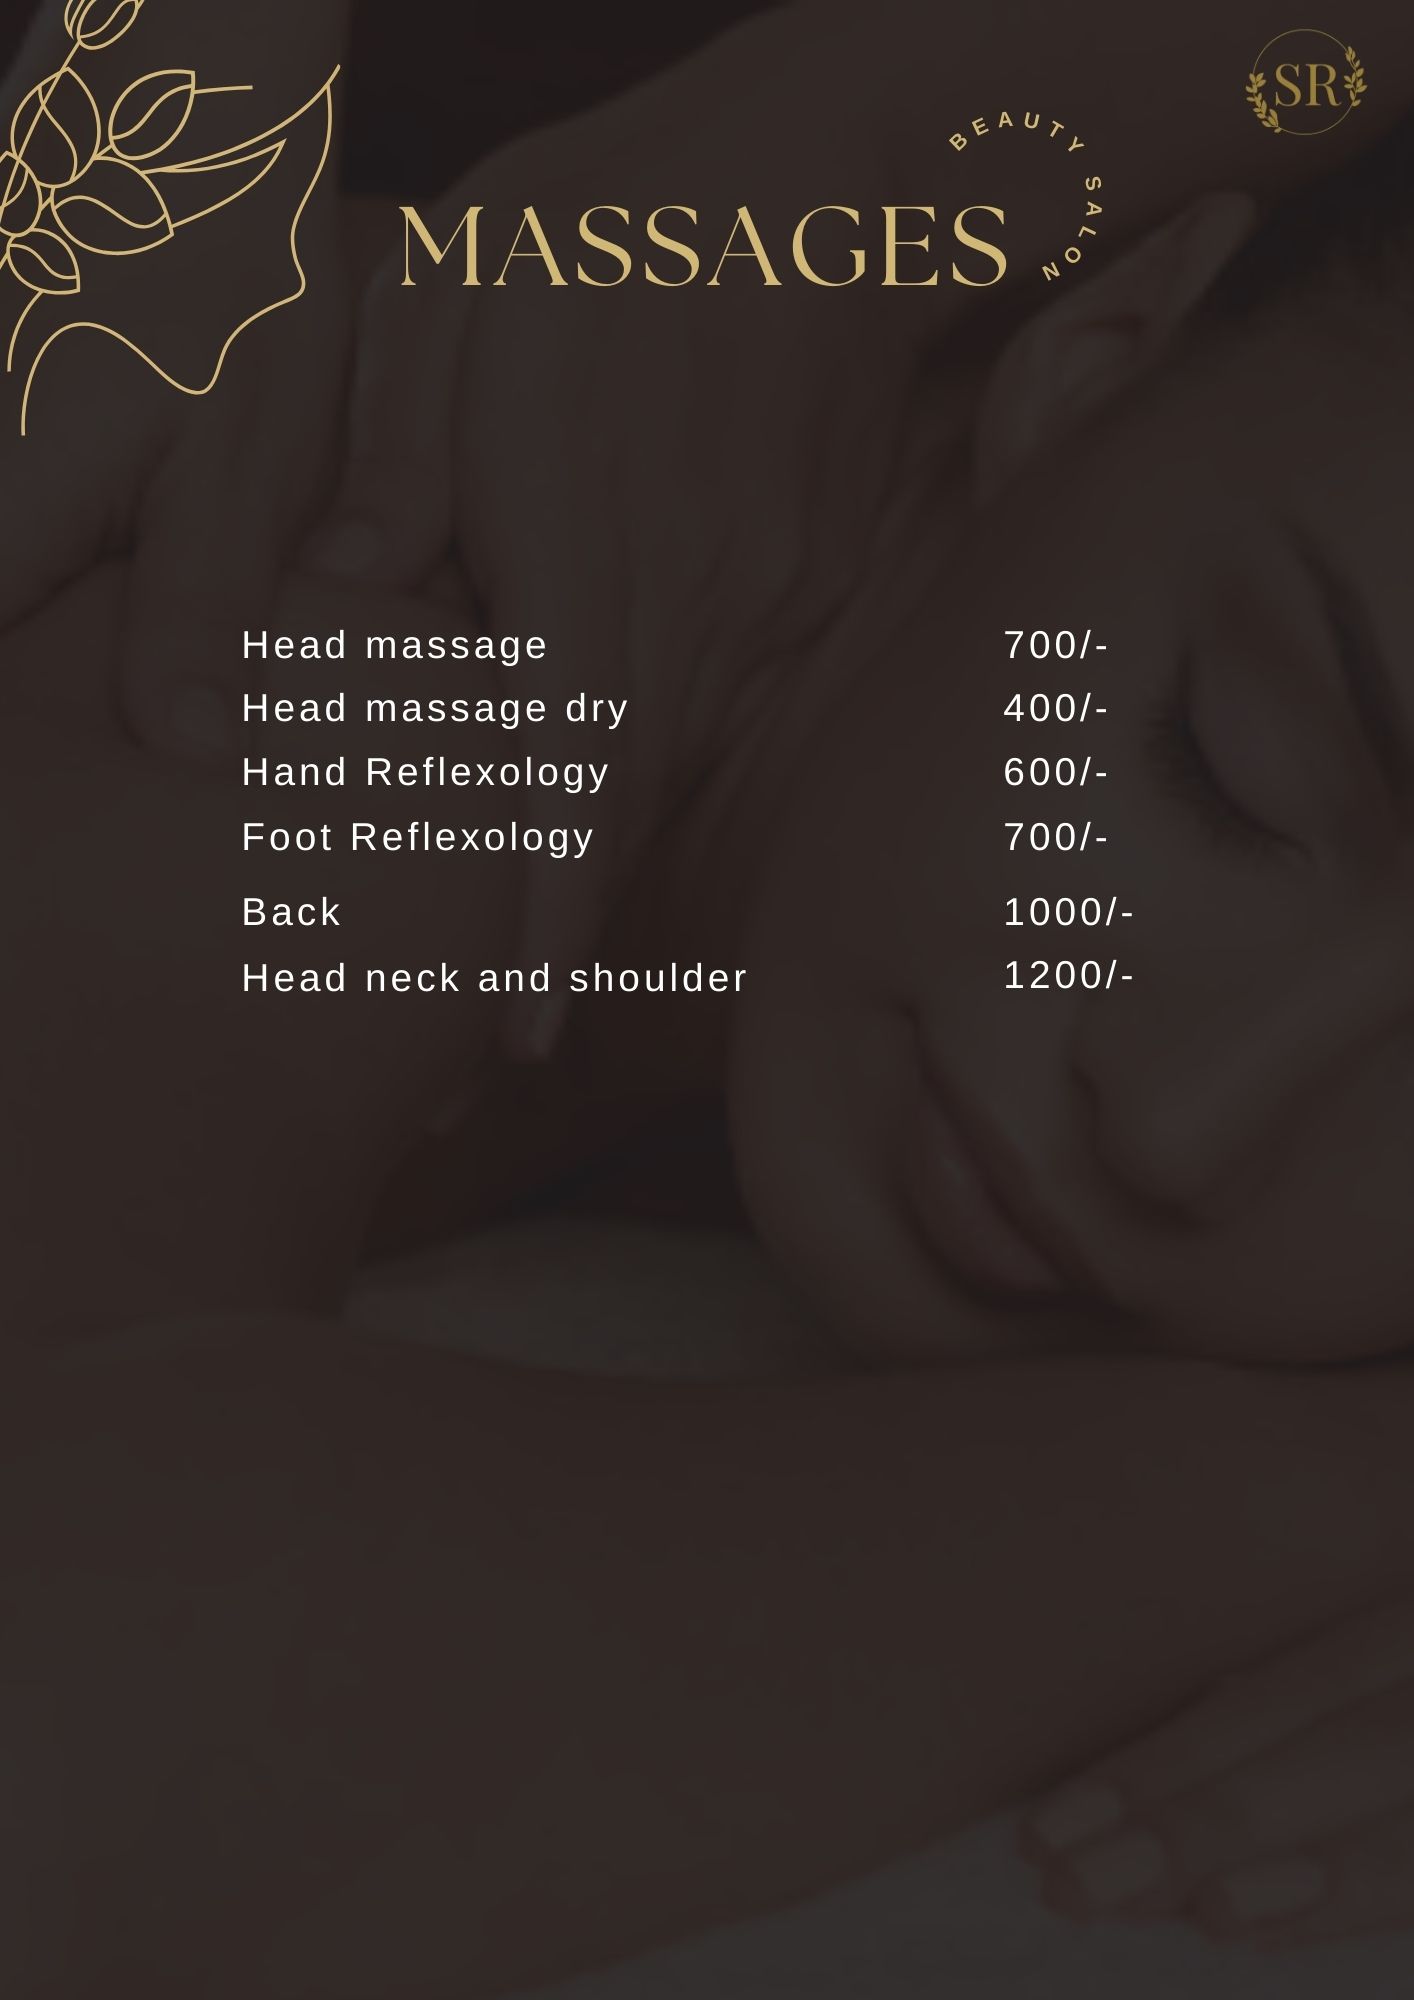 SR
BEAUTY SALON
MASSAGES
Head massage 700/-
Head massage dry 400/-
Hand Reflexology 600/-
Foot Reflexology 700/-
Back 1000/-
Head neck and shoulder 1200/-